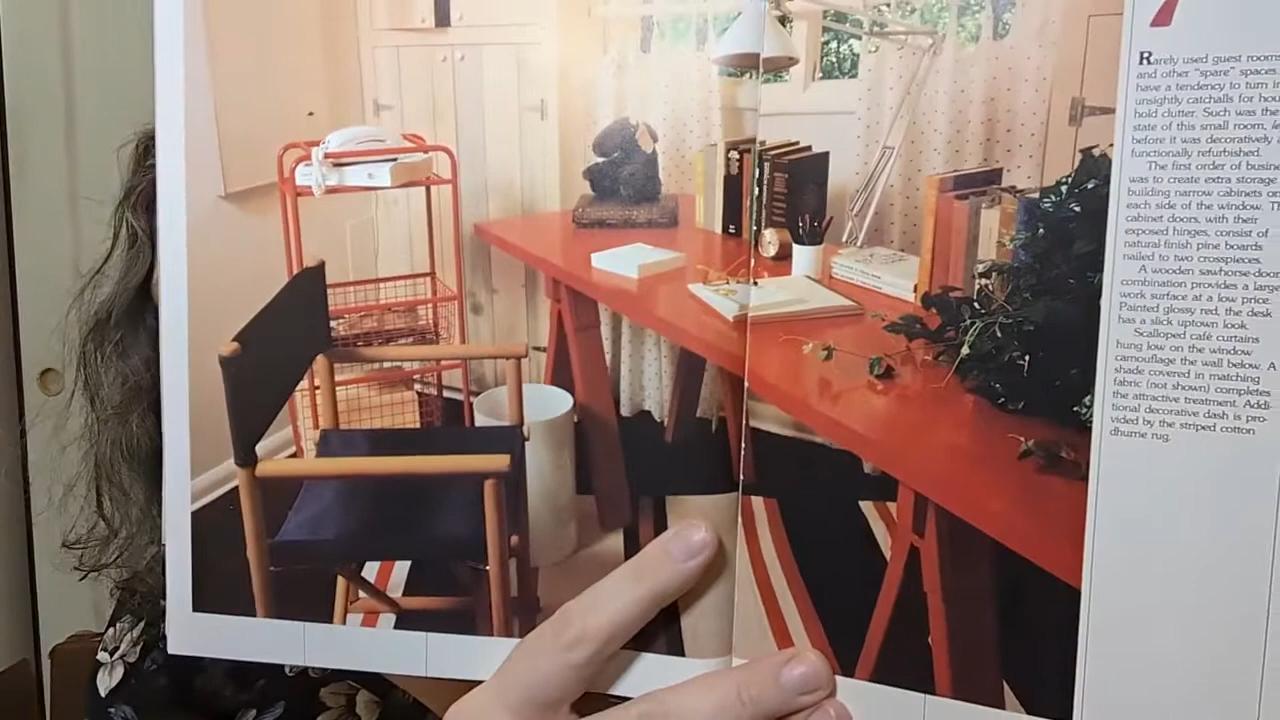 7
Rarely used guest rooms
and other "spare" spaces
have a tendency to turn in
unsightly catchalls for hou
hold clutter. Such was the
state of this small room,
before it was decoratively
functionally refurbished.
The first order of busine
was to create extra storage
building narrow cabinets on
each side of the window. Th
cabinet doors, with their
exposed hinges, consist of
natural-finish pine boards
nailed to two crosspieces.
A wooden sawhorse-door
combination provides a large
work surface at a low price.
Painted glossy red, the desk
has a slick uptown look.
Scalloped café curtains
hung low on the window
camouflage the wall below. A
shade covered in matching
fabric (not shown) completes
the attractive treatment. Addi-
tional decorative dash is pro-
vided by the striped cotton
dhurrie rug.